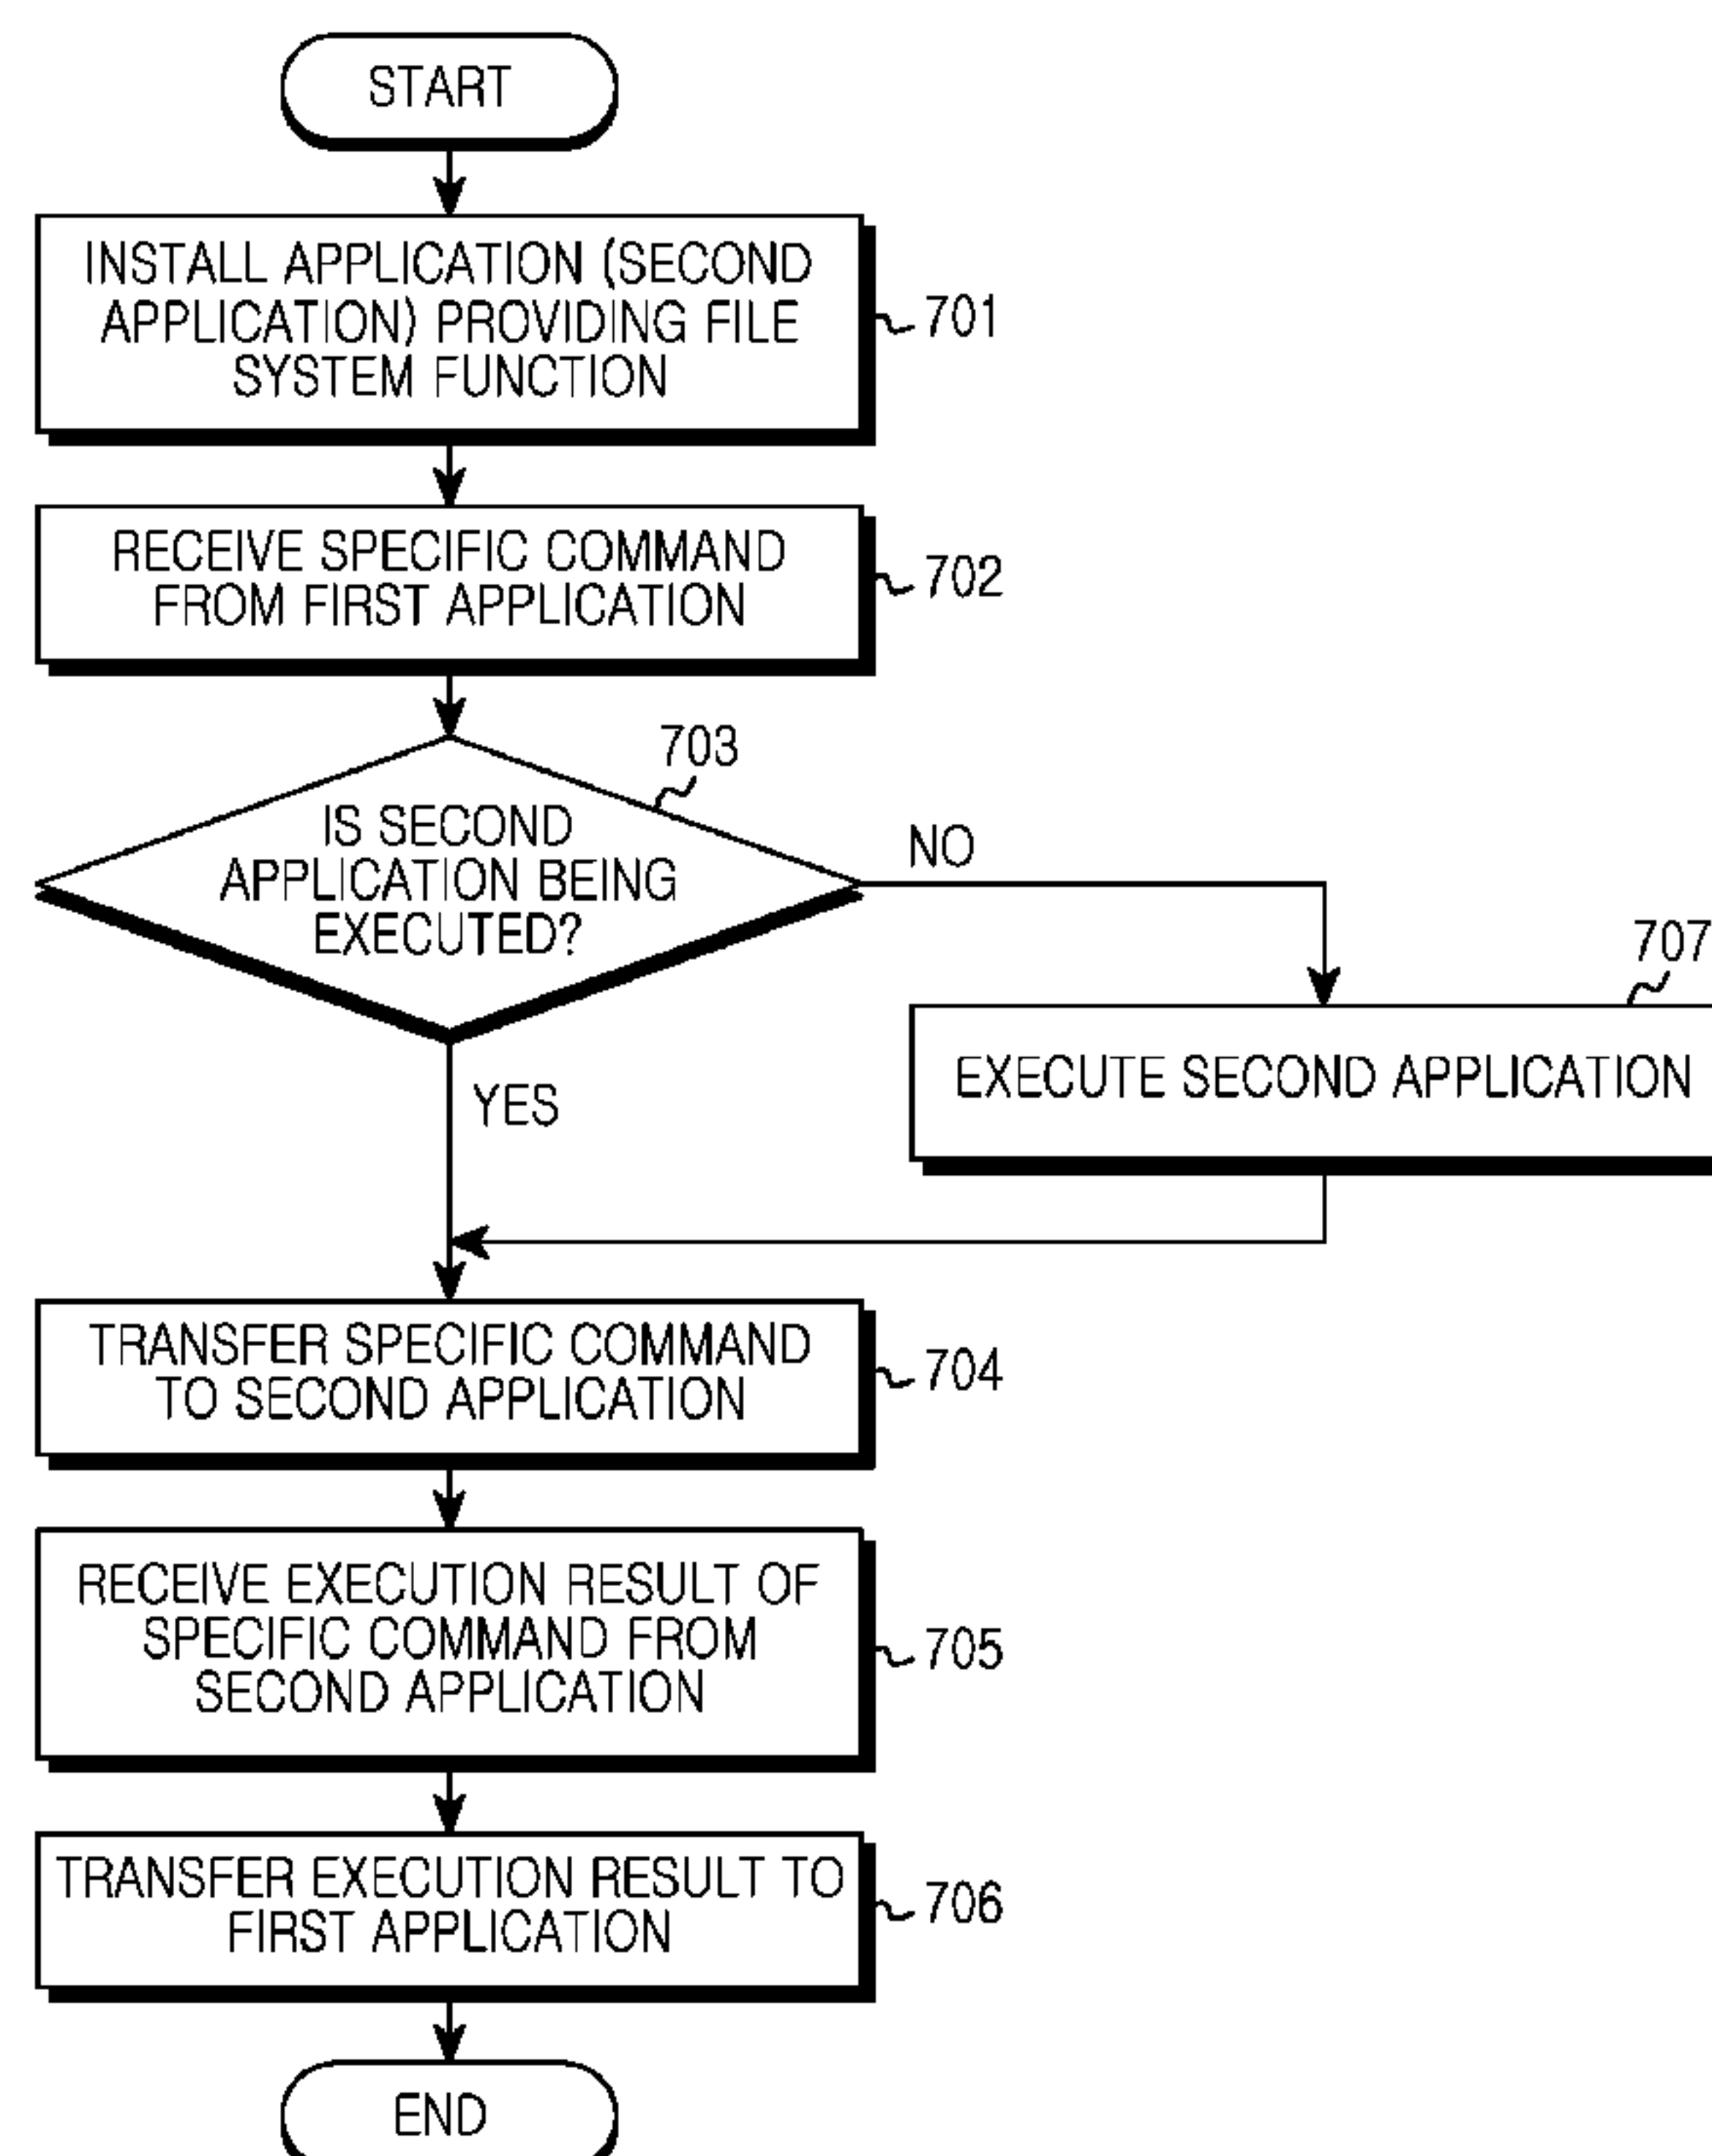 START
INSTALL APPLICATION (SECOND
APPLICATION) PROVIDING FILE
SYSTEM FUNCTION
701
RECEIVE SPECIFIC COMMAND
FROM FIRST APPLICATION
702
703
IS SECOND
APPLICATION BEING
EXECUTED?
NO
707
EXECUTE SECOND APPLICATION
YES
TRANSFER SPECIFIC COMMAND
TO SECOND APPLICATION
704
RECEIVE EXECUTION RESULT OF
SPECIFIC COMMAND FROM
SECOND APPLICATION
705
TRANSFER EXECUTION RESULT TO
FIRST APPLICATION
706
END